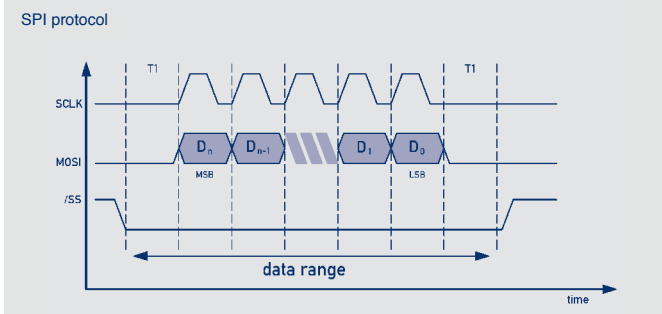 SPI protocol
T1 T1
SCLK
Dn Dn-1 D1 D0
MOSI
MSB LSB
/SS
data range
time